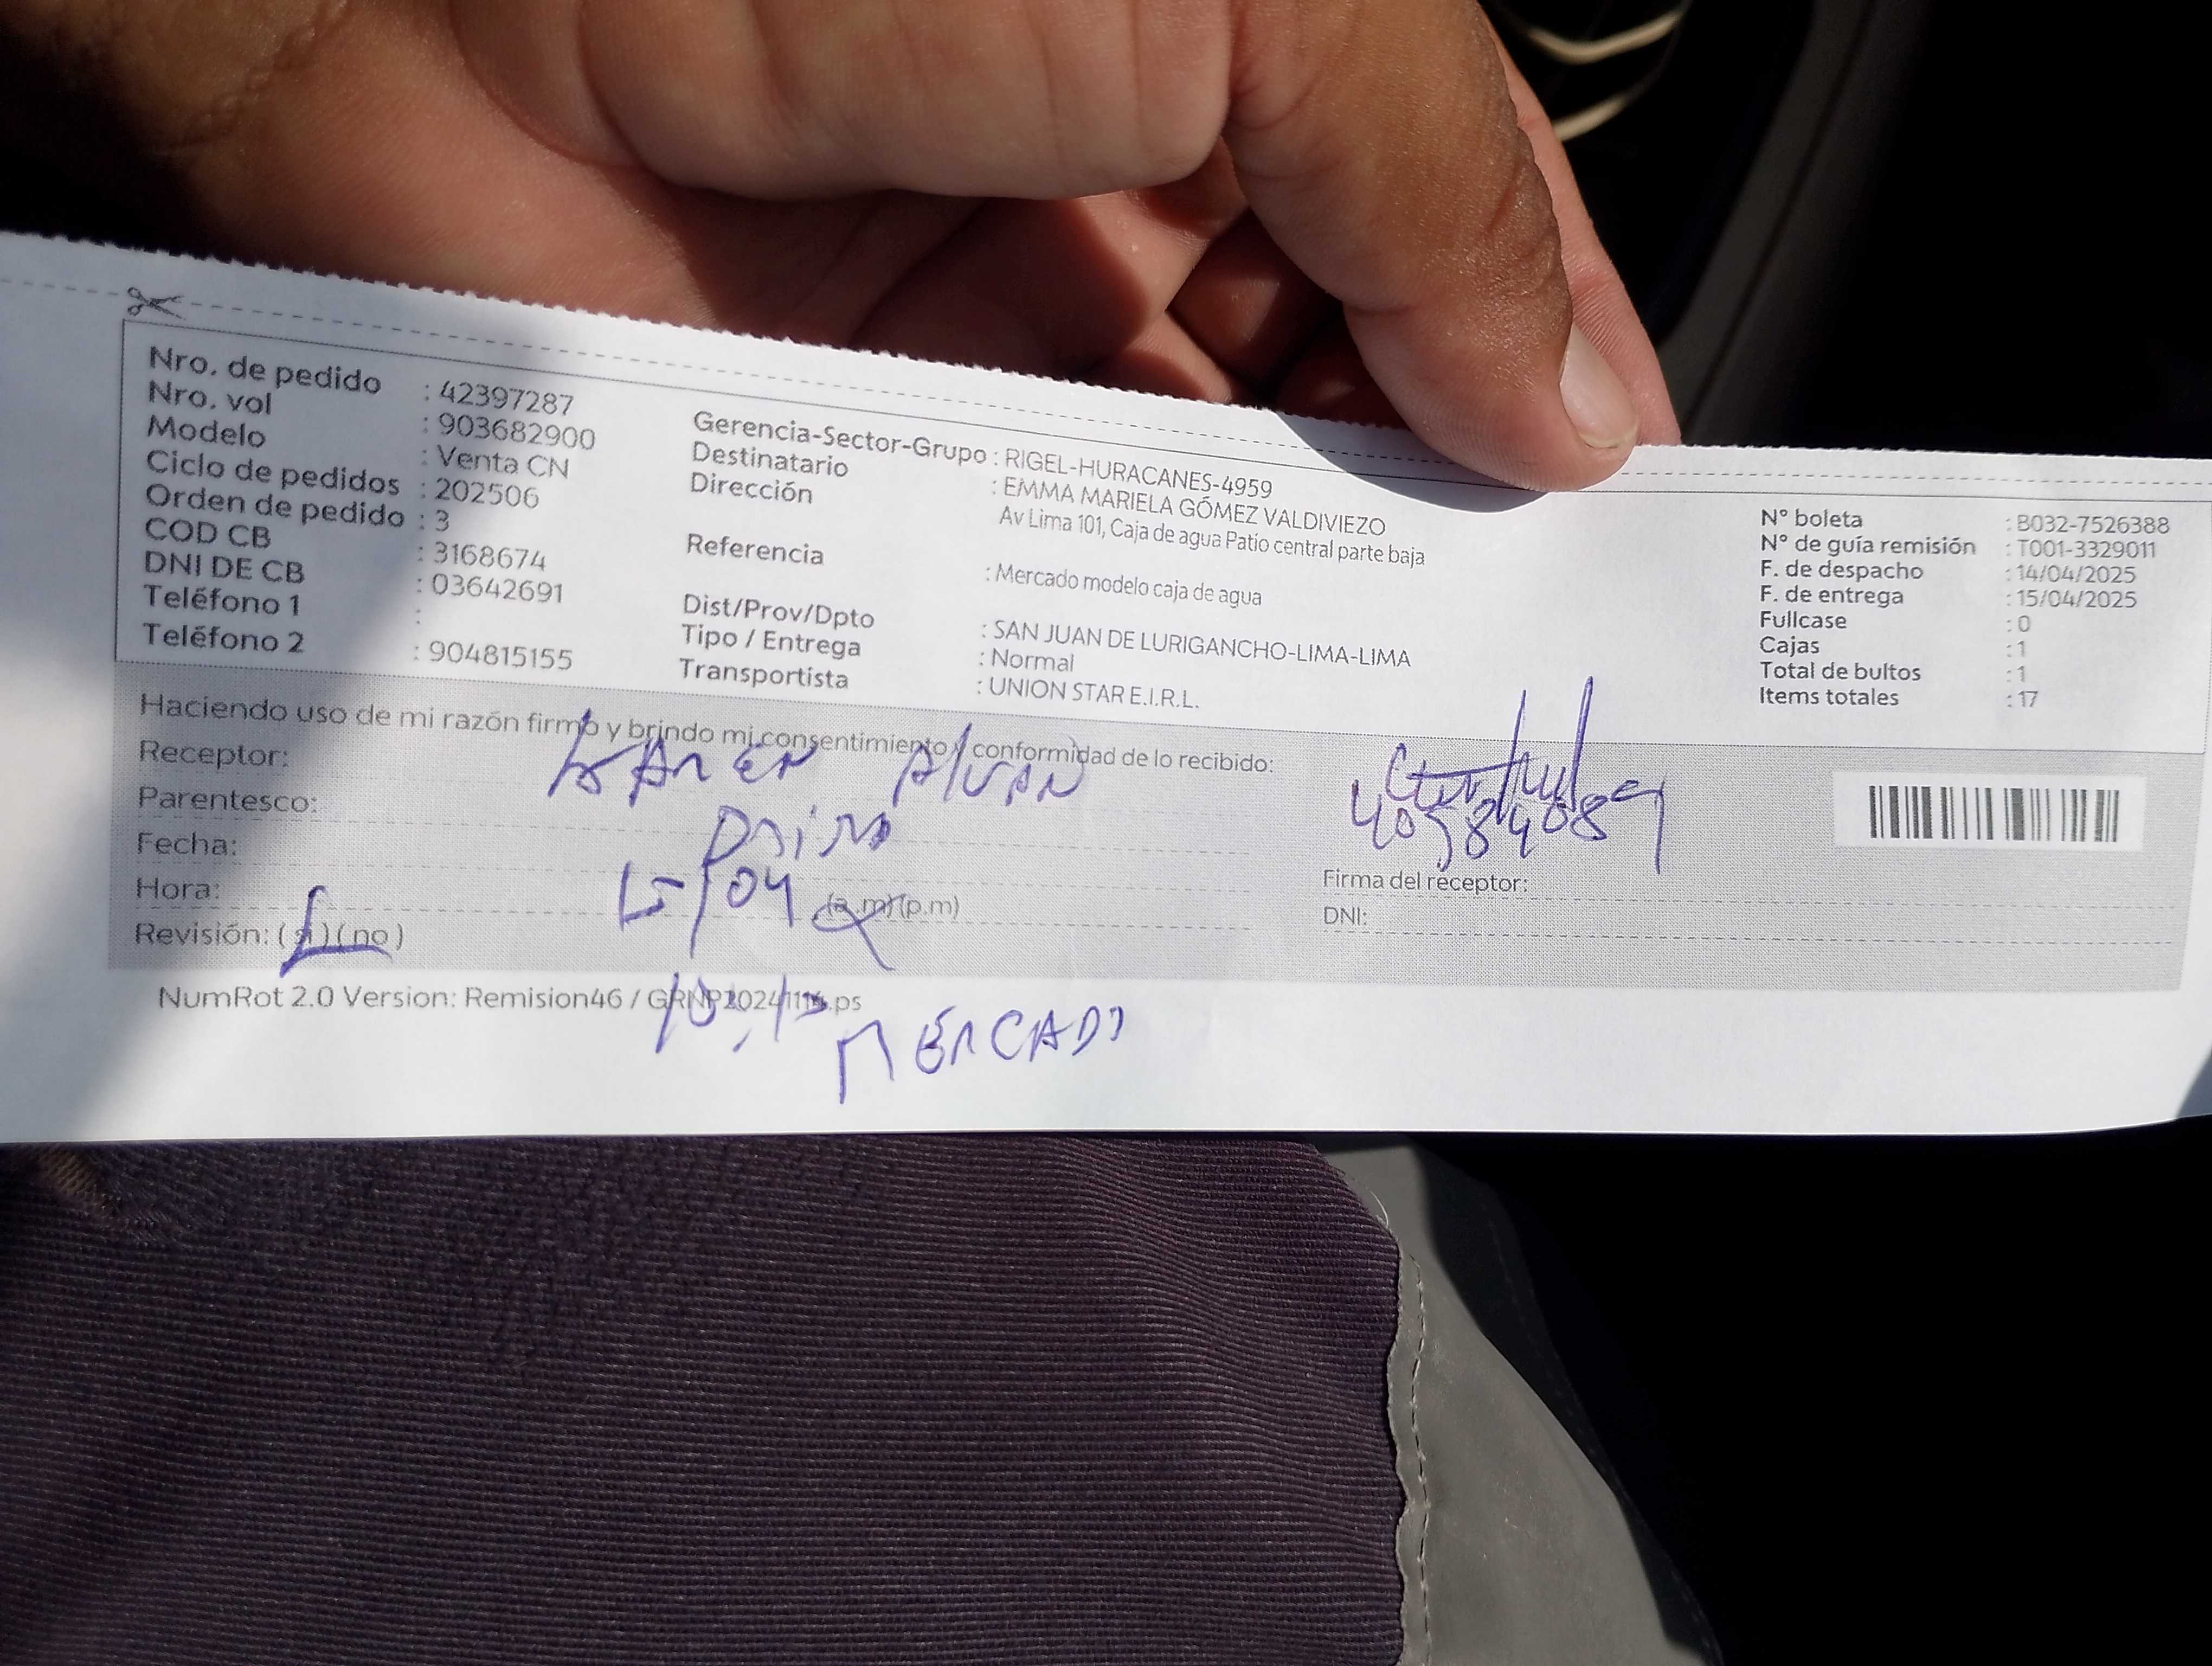 Nro. de pedido : 42397287
Nro. vol : 903682900
Modelo : Venta CN
Ciclo de pedidos : 202506
Orden de pedido : 3
COD CB : 3168674
DNI DE CB : 03642691
Teléfono 1 :
Teléfono 2 : 904815155
Gerencia-Sector-Grupo : RIGEL-HURACANES-4959
Destinatario : EMMA MARIELA GÓMEZ VALDIVIEZO
Dirección Av Lima 101, Caja de agua Patio central parte baja
Referencia : Mercado modelo caja de agua
Dist/Prov/Dpto : SAN JUAN DE LURIGANCHO-LIMA-LIMA
Tipo / Entrega : Normal
Transportista : UNION STAR E.I.R.L.
N° boleta : B032-7526388
N° de guía remisión : T001-3329011
F. de despacho : 14/04/2025
F. de entrega : 15/04/2025
Fullcase : 0
Cajas : 1
Total de bultos : 1
Items totales : 17
Haciendo uso de mi razón firmo y brindo mi consentimiento y conformidad de lo recibido:
Receptor: KAREN
Parentesco:
Fecha: 15/04
Hora: (a.m)(p.m)
Revisión: (si)(no)
Firma del receptor:
DNI:
NumRot 2.0 Version: Remision46 /
MERCADO